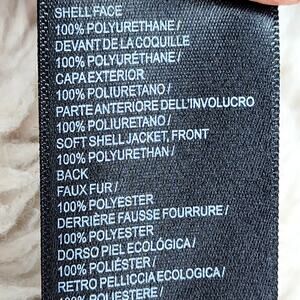 SHELL FACE
100% POLYURETHANE /
DEVANT DE LA COQUILLE
100% POLYURÉTHANE /
CAPA EXTERIOR
100% POLIURETANO /
PARTE ANTERIORE DELL'INVOLUCRO
100% POLIURETANO /
SOFT SHELL JACKET, FRONT
100% POLYURETHAN /
BACK
FAUX FUR /
100% POLYESTER
DERRIÈRE FAUSSE FOURRURE /
100% POLYESTER
DORSO PIEL ECOLÓGICA /
100% POLIÉSTER /
RETRO PELLICCIA ECOLOGICA /
100% POLIESTERE /